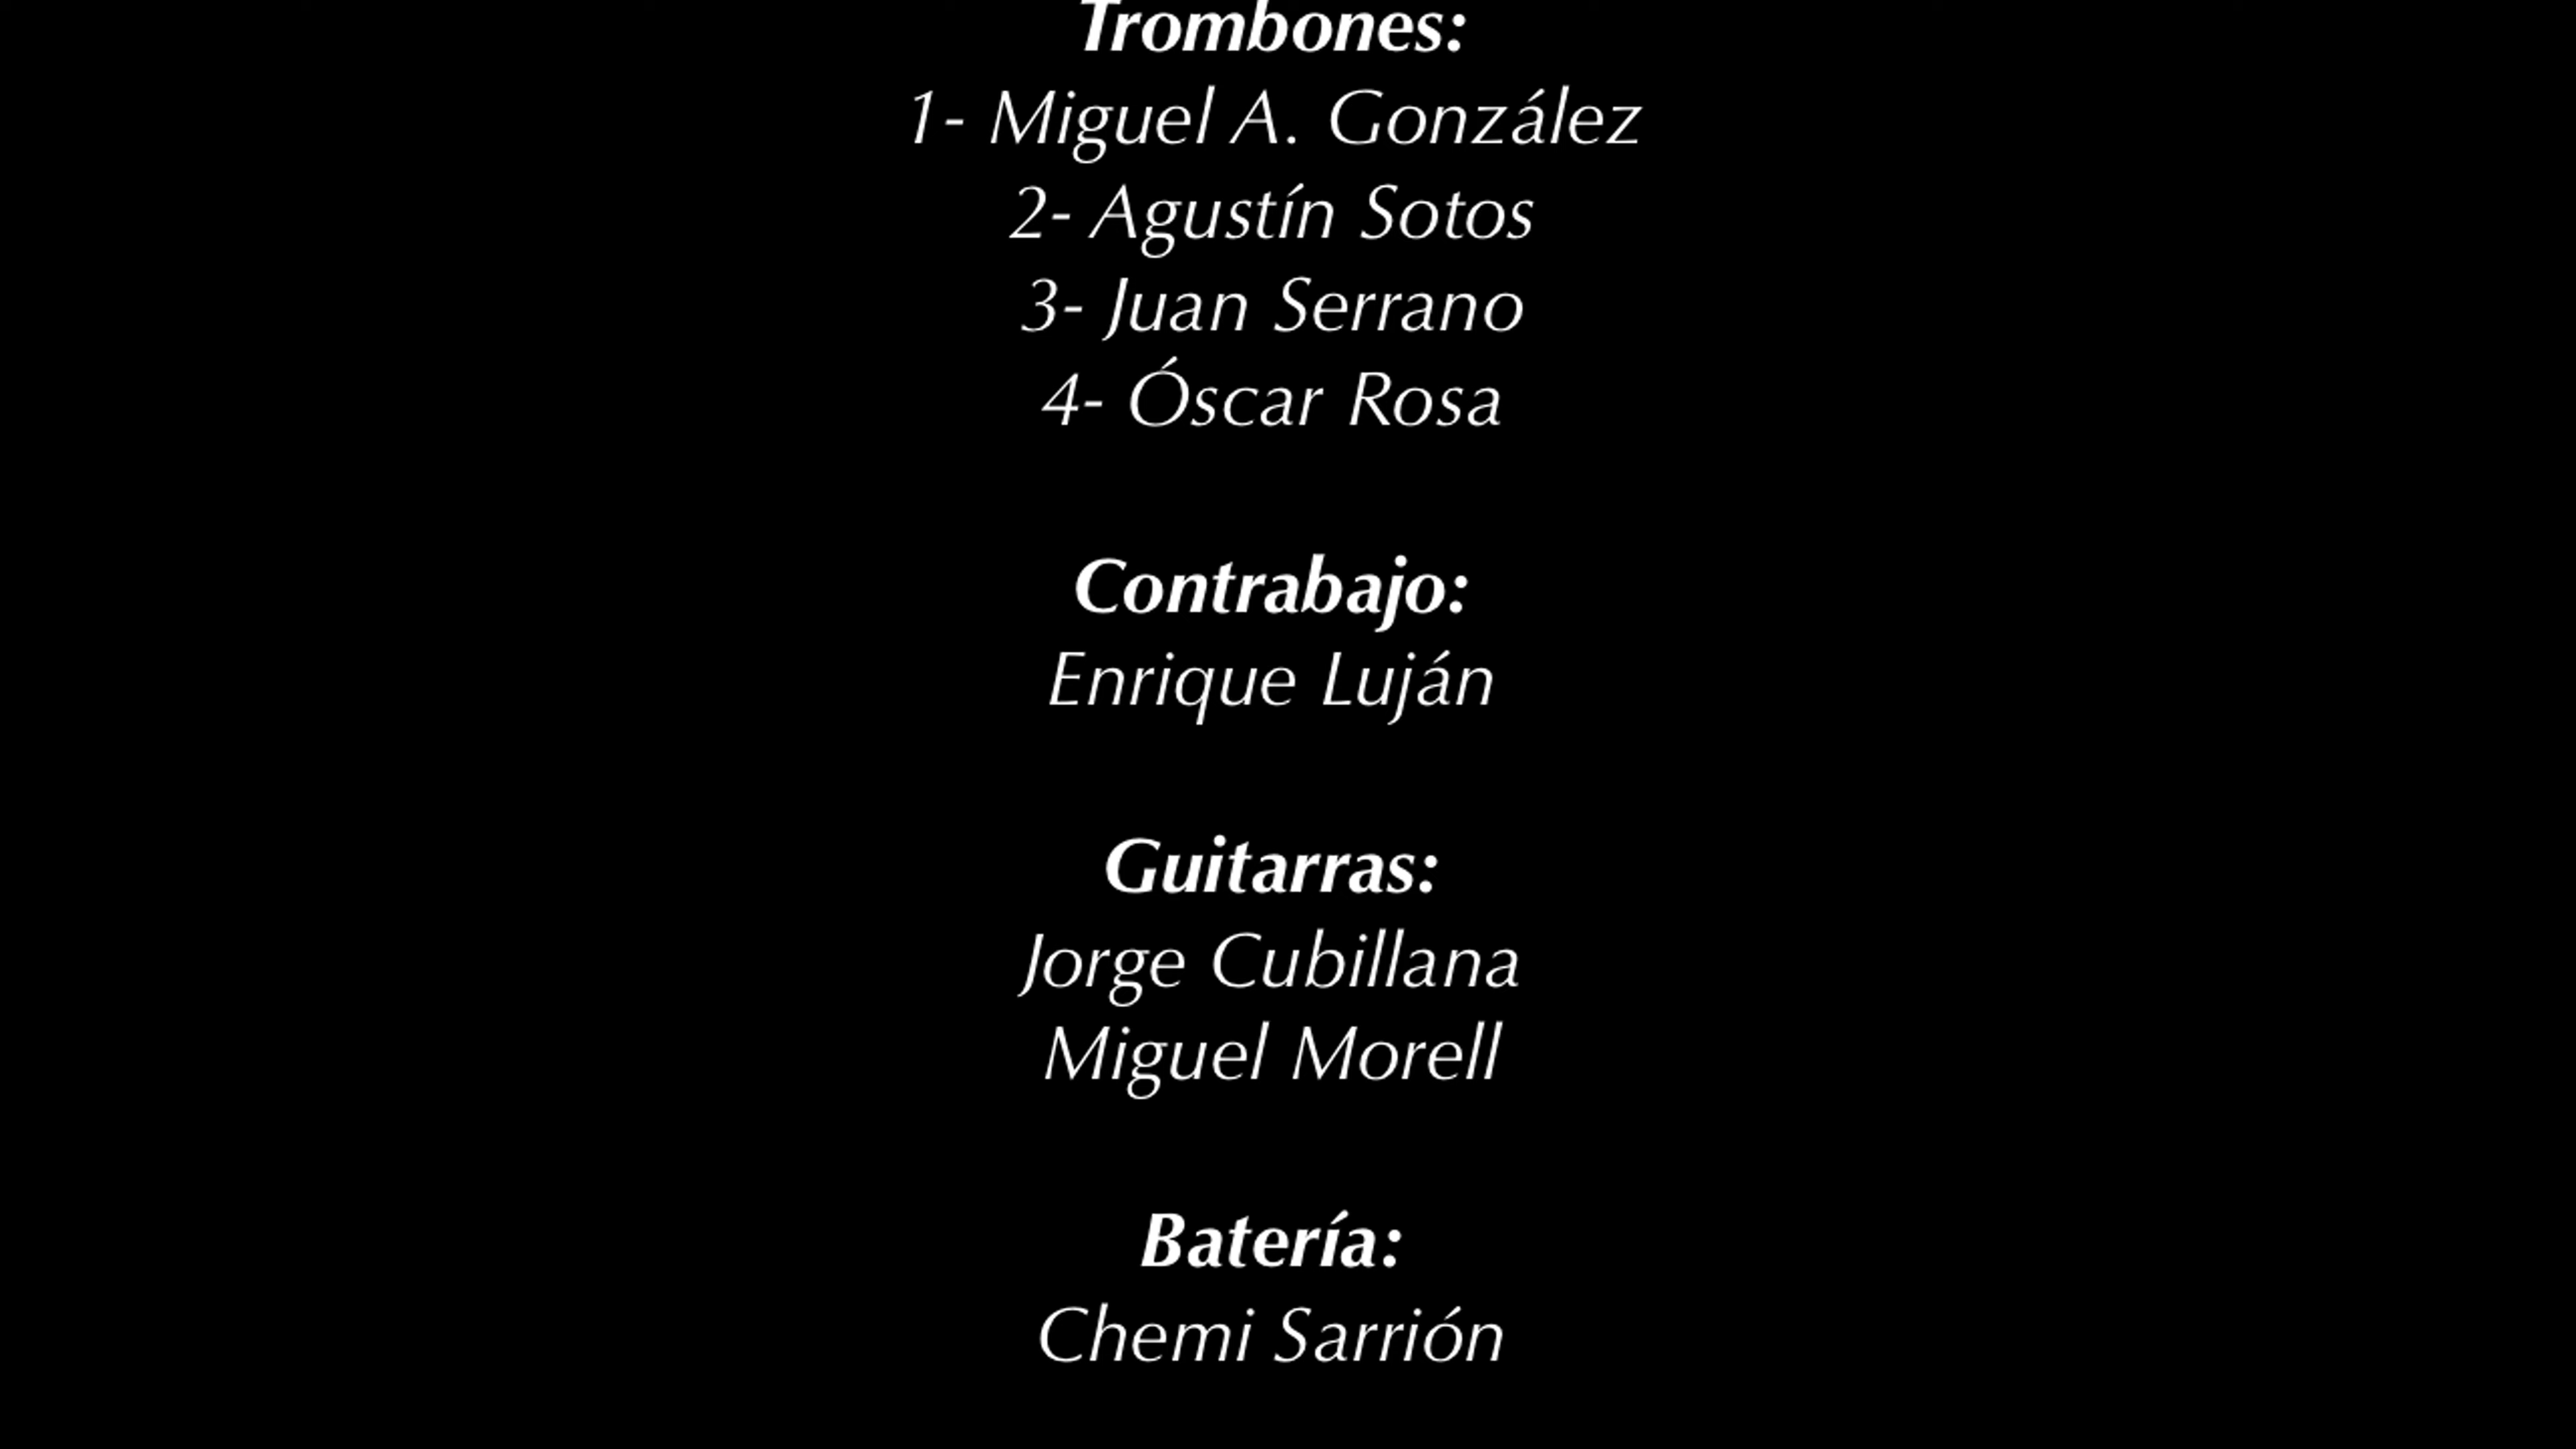 Trombones:
1- Miguel A. González
2- Agustín Sotos
3- Juan Serrano
4- Óscar Rosa
Contrabajo:
Enrique Luján
Guitarras:
Jorge Cubillana
Miguel Morell
Batería:
Chemi Sarrión